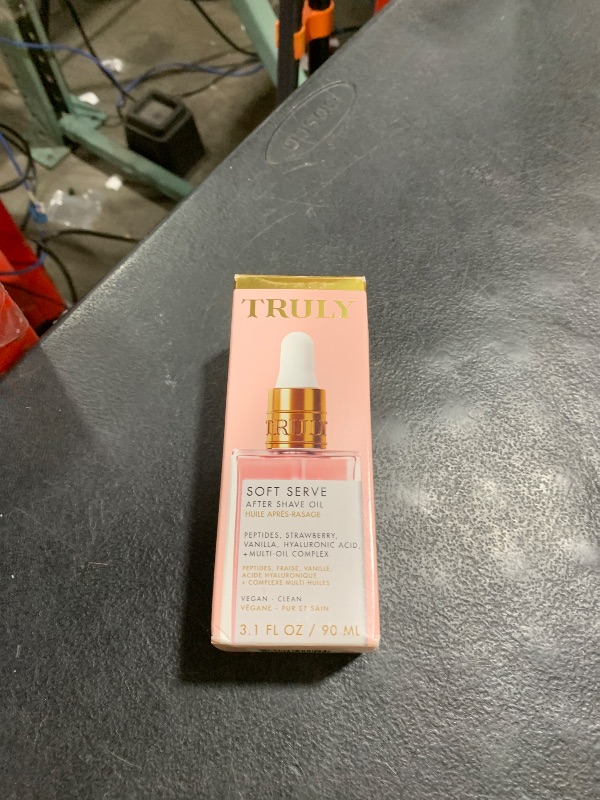 TRULY
TRULY
SOFT SERVE
AFTER SHAVE OIL
HUILE APRÈS-RASAGE
PEPTIDES, STRAWBERRY,
VANILLA, HYALURONIC ACID,
+MULTI-OIL COMPLEX
PEPTIDES, FRAISE, VANILLE,
ACIDE HYALURONIQUE
+ COMPLEXE MULTI-HUILES
VEGAN - CLEAN
VÉGANE - PUR ET SAIN
3.1 FL OZ / 90 ML